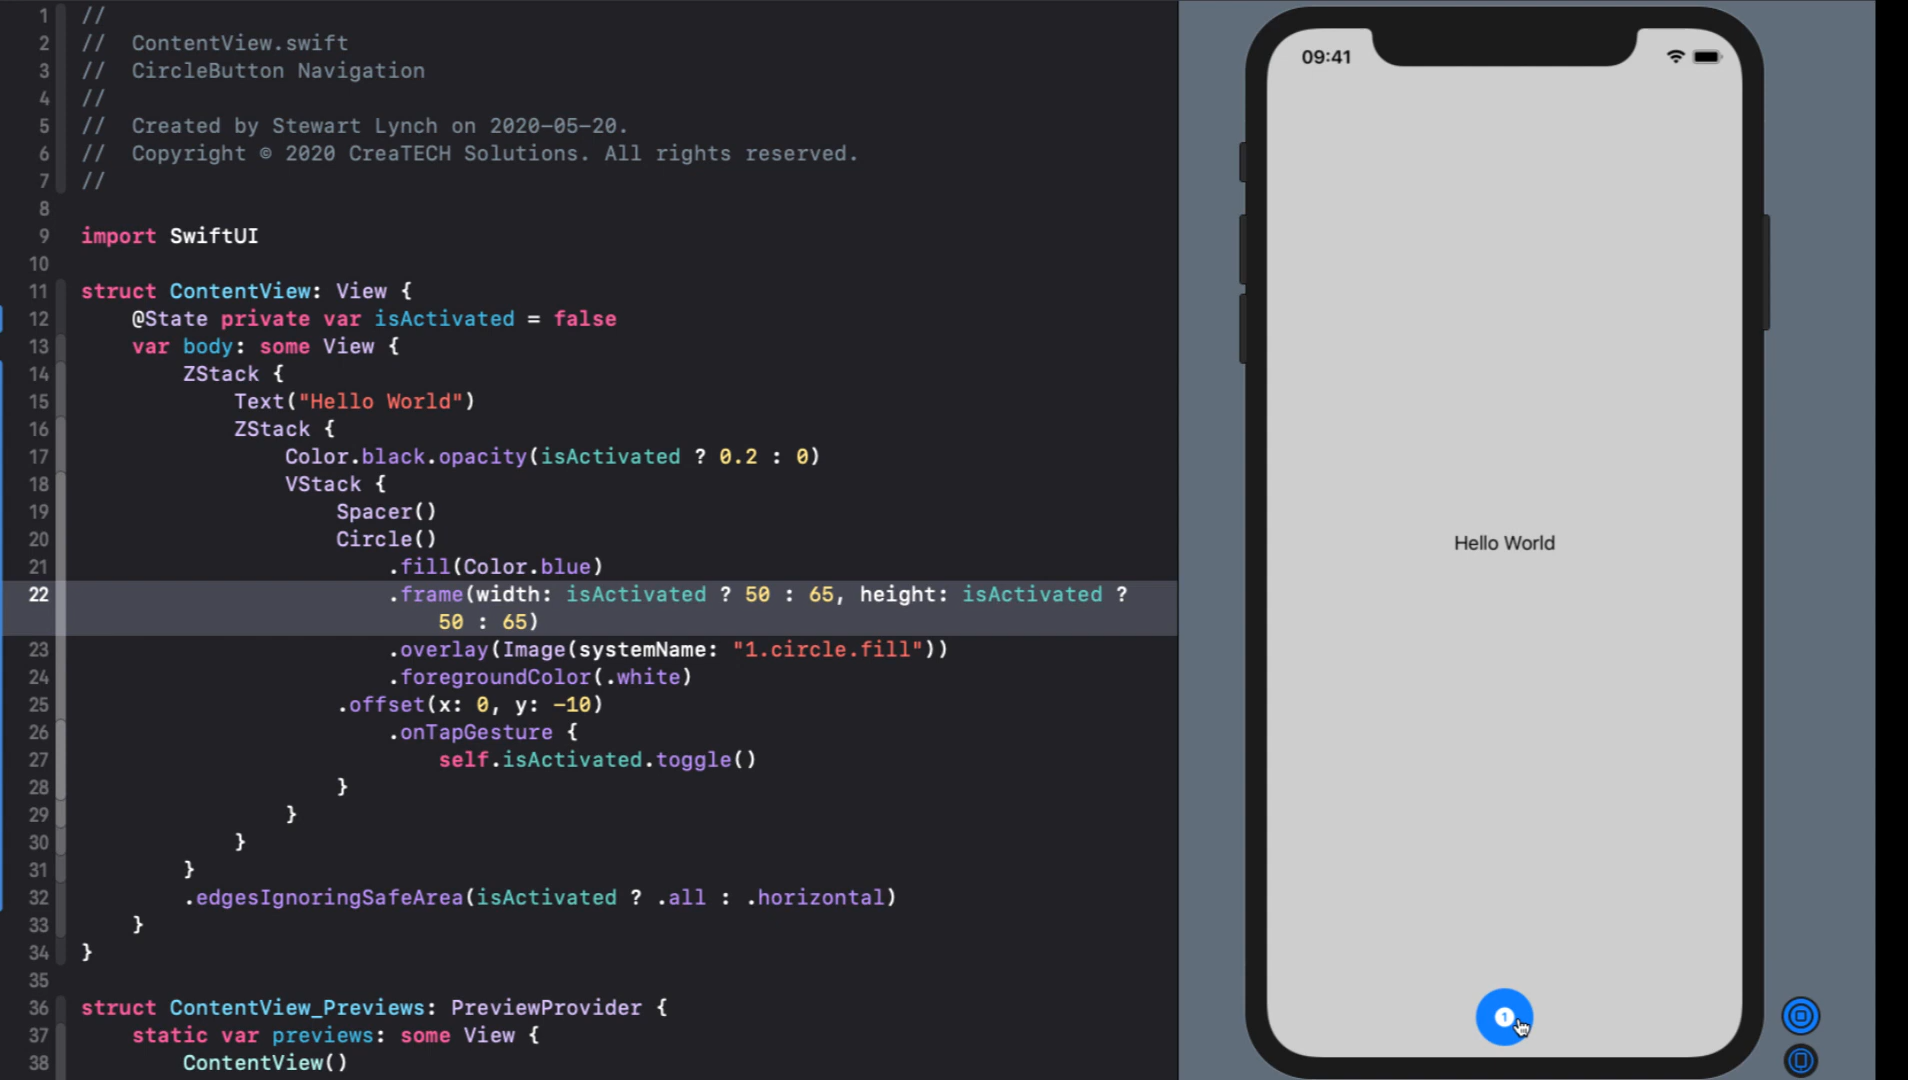 1 //
2 //  ContentView.swift
3 //  CircleButton Navigation
4 //
5 //  Created by Stewart Lynch on 2020-05-20.
6 //  Copyright © 2020 CreaTECH Solutions. All rights reserved.
7 //
8
9 import SwiftUI
10
11 struct ContentView: View {
12     @State private var isActivated = false
13     var body: some View {
14         ZStack {
15             Text("Hello World")
16             ZStack {
17                 Color.black.opacity(isActivated ? 0.2 : 0)
18                 VStack {
19                     Spacer()
20                     Circle()
21                         .fill(Color.blue)
22                         .frame(width: isActivated ? 50 : 65, height: isActivated ?
                            50 : 65)
23                         .overlay(Image(systemName: "1.circle.fill"))
24                         .foregroundColor(.white)
25                     .offset(x: 0, y: -10)
26                         .onTapGesture {
27                             self.isActivated.toggle()
28                     }
29                 }
30             }
31         }
32         .edgesIgnoringSafeArea(isActivated ? .all : .horizontal)
33     }
34 }
35
36 struct ContentView_Previews: PreviewProvider {
37     static var previews: some View {
38         ContentView()
09:41
Hello World
1